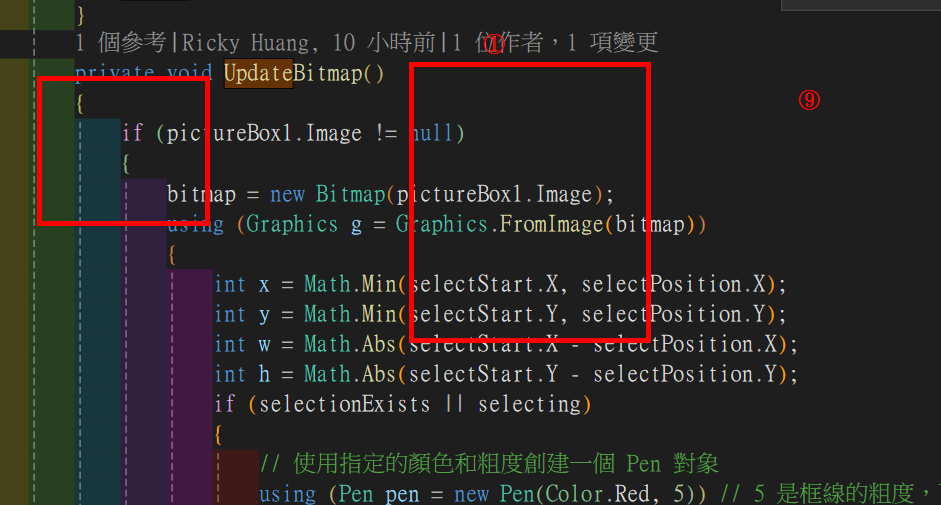 }
1 個參考|Ricky Huang, 10 小時前|1 位作者，1 項變更
⑦
private void UpdateBitmap()
{
⑨
if (pictureBox1.Image != null)
{
bitmap = new Bitmap(pictureBox1.Image);
using (Graphics g = Graphics.FromImage(bitmap))
{
int x = Math.Min(selectStart.X, selectPosition.X);
int y = Math.Min(selectStart.Y, selectPosition.Y);
int w = Math.Abs(selectStart.X - selectPosition.X);
int h = Math.Abs(selectStart.Y - selectPosition.Y);
if (selectionExists || selecting)
{
// 使用指定的顏色和粗度創建一個 Pen 對象
using (Pen pen = new Pen(Color.Red, 5)) // 5 是框線的粗度，